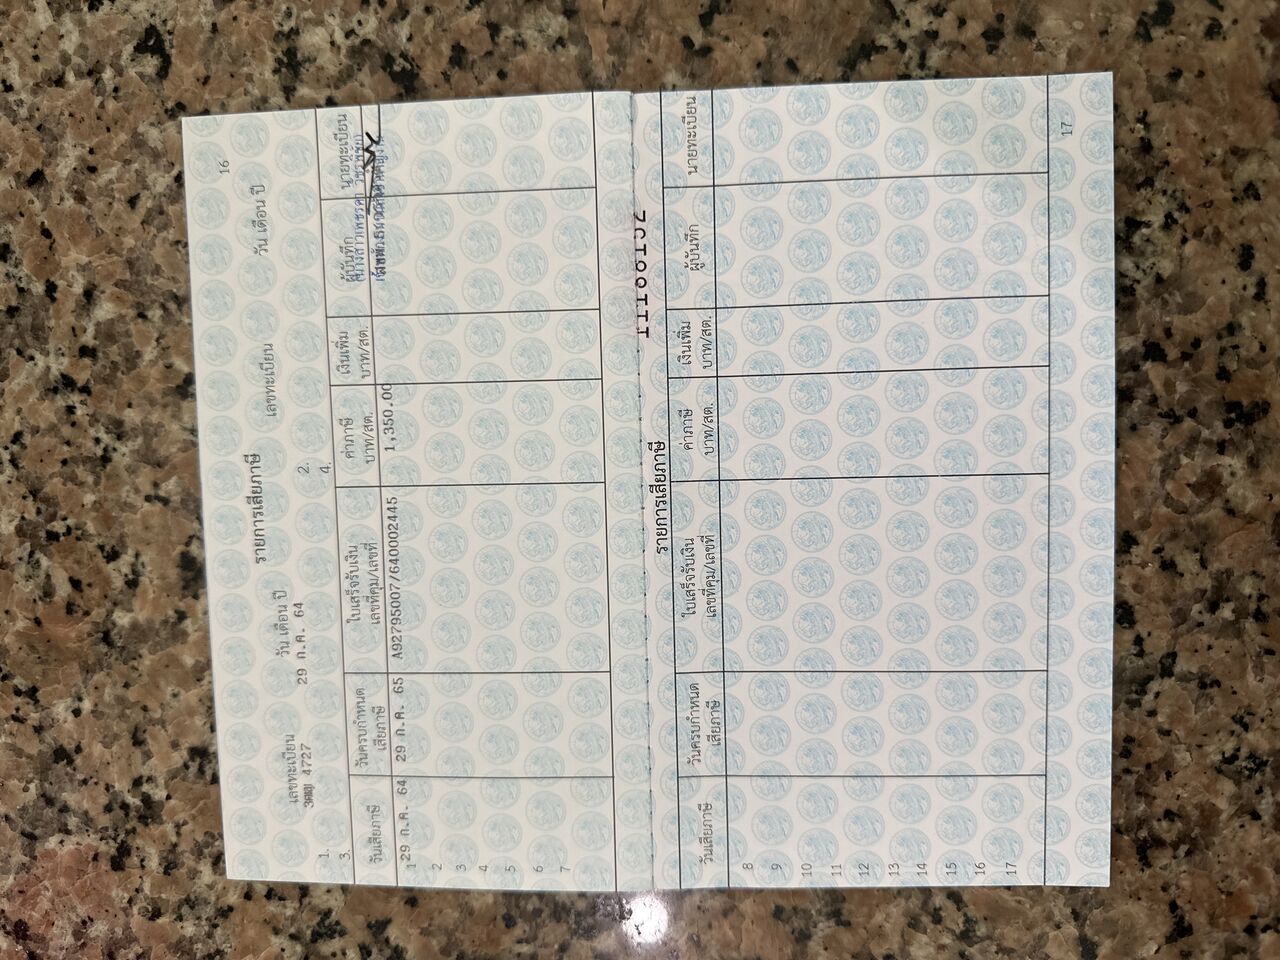 16
รายการเสียภาษี
เลขทะเบียน วัน เดือน ปี เลขทะเบียน วัน เดือน ปี
1. 4727 29 ก.ค. 64 2.
3. 4.
วันเสียภาษี วันครบกำหนดเสียภาษี ใบเสร็จรับเงิน เลขที่คุม/เลขที่ ค่าภาษี บาท/สต. เงินเพิ่ม บาท/สต. ผู้บันทึก นายทะเบียน
1 29 ก.ค. 64 29 ก.ค. 65 A92795007/640002445 1,350.00
2
3
4
5
6
7
11188152
รายการเสียภาษี
วันเสียภาษี วันครบกำหนดเสียภาษี ใบเสร็จรับเงิน เลขที่คุม/เลขที่ ค่าภาษี บาท/สต. เงินเพิ่ม บาท/สต. ผู้บันทึก นายทะเบียน
8
9
10
11
12
13
14
15
16
17
17